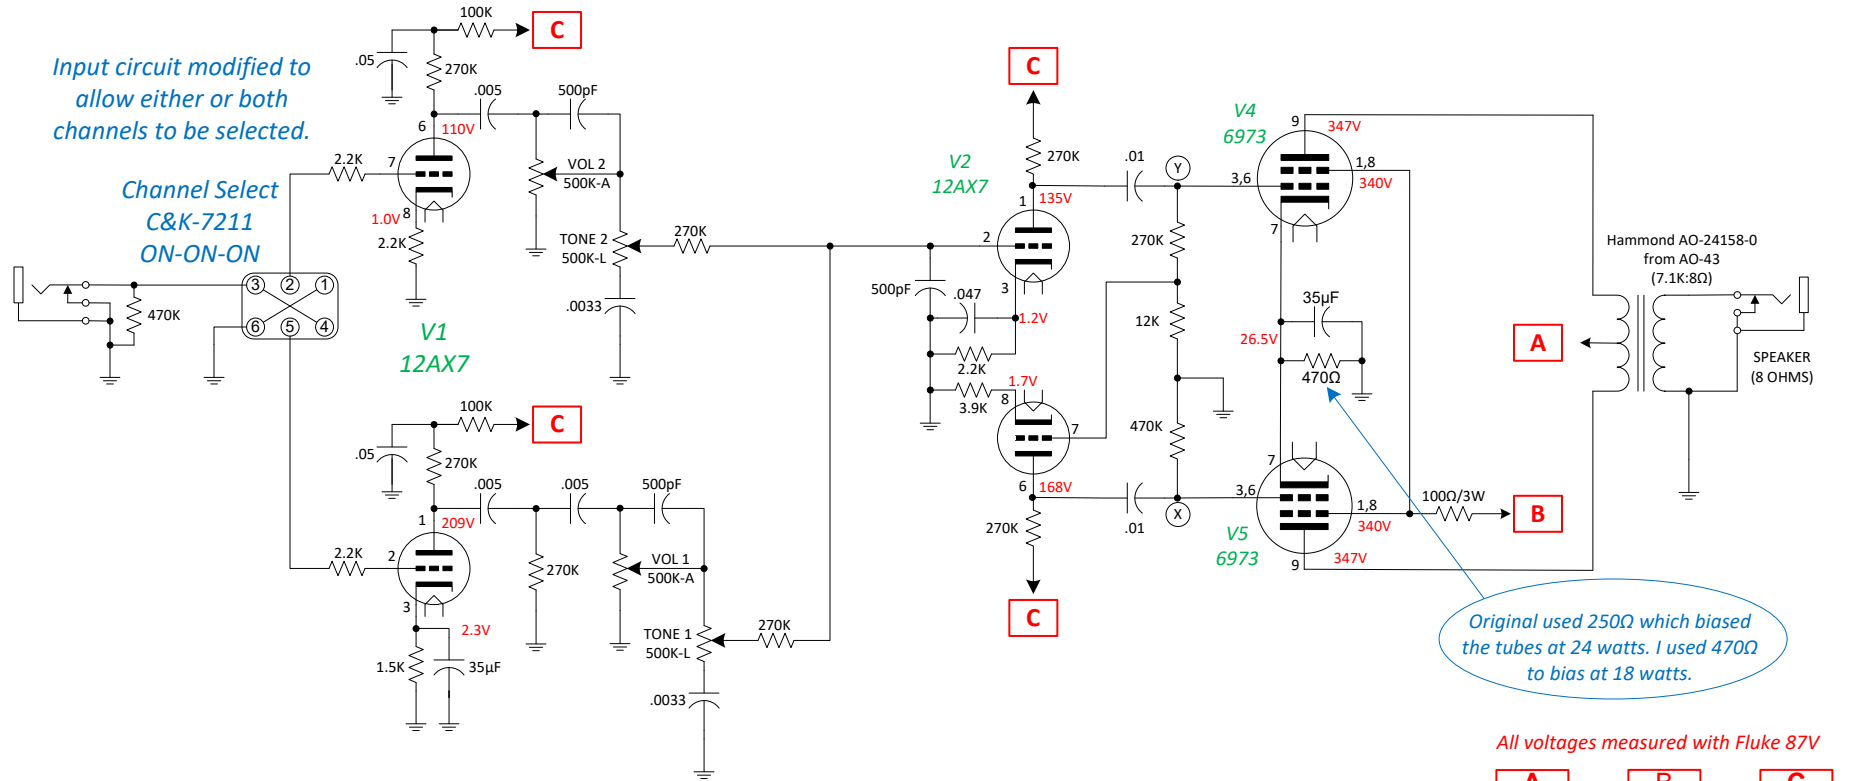 Input circuit modified to
allow either or both
channels to be selected.
Channel Select
C&K-7211
ON-ON-ON
470K
3
2
1
6
5
4
2.2K
7
6
110V
1.0V
8
2.2K
.05
100K
C
270K
.005
500pF
VOL 2
500K-A
TONE 2
500K-L
270K
.0033
V1
12AX7
.05
100K
C
270K
.005
.005
500pF
1
209V
2.2K
2
3
2.3V
1.5K
35µF
270K
VOL 1
500K-A
TONE 1
500K-L
270K
.0033
C
270K
V2
12AX7
1
135V
2
3
500pF
.047
1.2V
2.2K
3.9K
1.7V
8
7
6
168V
270K
C
.01
Y
270K
12K
470K
.01
X
V4
6973
9
347V
3,6
1,8
340V
7
26.5V
35µF
470Ω
7
3,6
1,8
340V
V5
6973
9
347V
100Ω/3W
B
A
Hammond AO-24158-0
from AO-43
(7.1K:8Ω)
SPEAKER
(8 OHMS)
Original used 250Ω which biased
the tubes at 24 watts. I used 470Ω
to bias at 18 watts.
All voltages measured with Fluke 87V
A
B
C